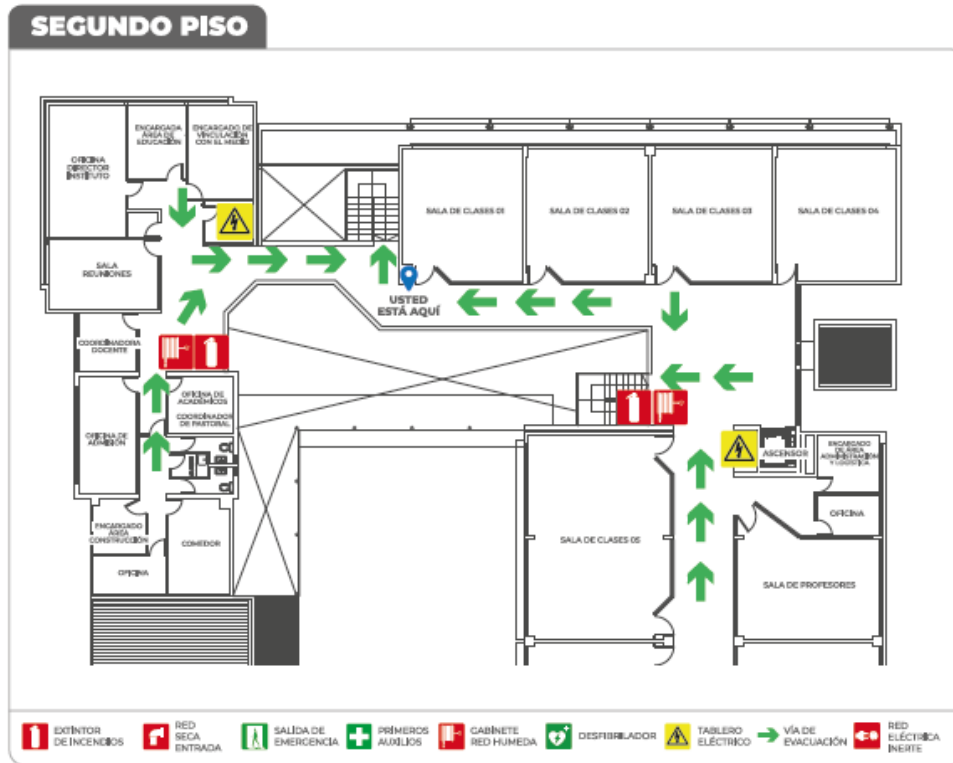 SEGUNDO PISO
ENCARGADA
ÁREA DE
EDUCACIÓN
ENCARGADO DE
VINCULACIÓN
CON EL MEDIO
OFICINA
DIRECTOR
INSTITUTO
SALA DE CLASES 01
SALA DE CLASES 02
SALA DE CLASES 03
SALA DE CLASES 04
SALA
REUNIONES
USTED
ESTÁ AQUÍ
COORDINADORA
DOCENTE
OFICINA DE
ACADÉMICOS
COORDINADOR
DE PASTORAL
OFICINA DE
ADMISIÓN
ASCENSOR
ENCARGADO
DE ÁREA
ADMINISTRACIÓN
Y LOGÍSTICA
OFICINA
ENCARGADO
ÁREA
CONSTRUCCIÓN
COMEDOR
SALA DE CLASES 05
OFICINA
SALA DE PROFESORES
EXTINTOR
DE INCENDIOS
RED
SECA
ENTRADA
SALIDA DE
EMERGENCIA
PRIMEROS
AUXILIOS
GABINETE
RED HUMEDA
DESFIBRILADOR
TABLERO
ELÉCTRICO
VÍA DE
EVACUACIÓN
RED
ELÉCTRICA
INERTE